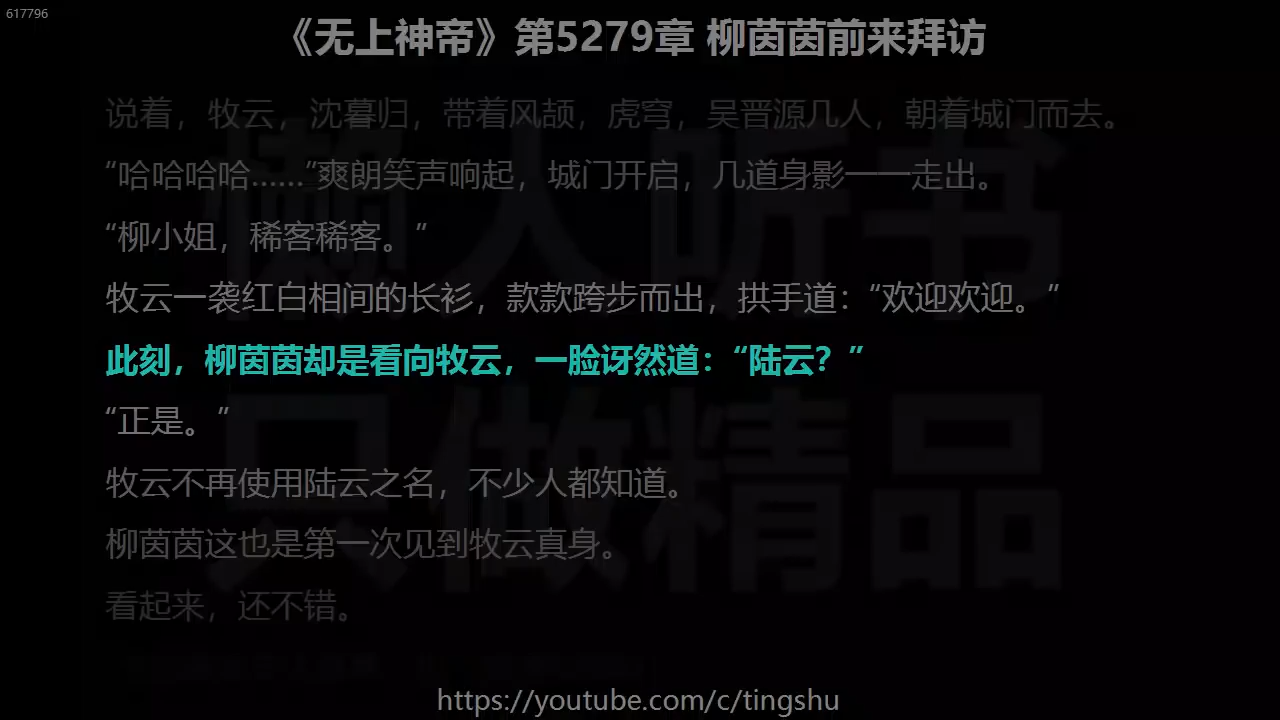 617796
《无上神帝》第5279章 柳茵茵前来拜访
说着，牧云，沈暮归，带着风颉，虎穹，吴晋源几人，朝着城门而去。
“哈哈哈哈……”爽朗笑声响起，城门开启，几道身影一一走出。
“柳小姐，稀客稀客。”
牧云一袭红白相间的长衫，款款跨步而出，拱手道：“欢迎欢迎。”
此刻，柳茵茵却是看向牧云，一脸讶然道：“陆云？”
“正是。”
牧云不再使用陆云之名，不少人都知道。
柳茵茵这也是第一次见到牧云真身。
看起来，还不错。
懒人听书
只做精品
https://youtube.com/c/tingshu